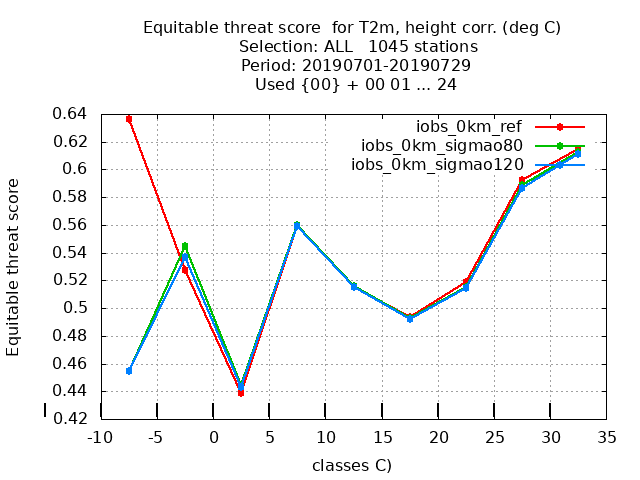 Equitable threat score  for T2m, height corr. (deg C)
Selection: ALL   1045 stations
Period: 20190701-20190729
Used {00} + 00 01 ... 24
iobs_0km_ref
iobs_0km_sigmao80
iobs_0km_sigmao120
Equitable threat score
0.64
0.62
0.6
0.58
0.56
0.54
0.52
0.5
0.48
0.46
0.44
0.42
-10 -5 0 5 10 15 20 25 30 35
classes C)